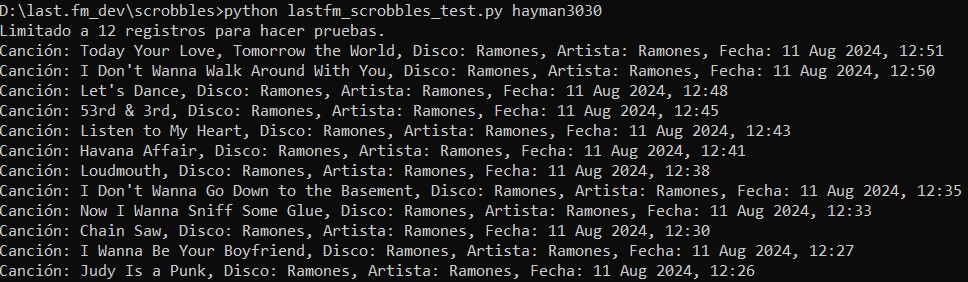 D:\last.fm_dev\scrobbles>python lastfm_scrobbles_test.py hayman3030
Limitado a 12 registros para hacer pruebas.
Canción: Today Your Love, Tomorrow the World, Disco: Ramones, Artista: Ramones, Fecha: 11 Aug 2024, 12:51
Canción: I Don't Wanna Walk Around With You, Disco: Ramones, Artista: Ramones, Fecha: 11 Aug 2024, 12:50
Canción: Let's Dance, Disco: Ramones, Artista: Ramones, Fecha: 11 Aug 2024, 12:48
Canción: 53rd & 3rd, Disco: Ramones, Artista: Ramones, Fecha: 11 Aug 2024, 12:45
Canción: Listen to My Heart, Disco: Ramones, Artista: Ramones, Fecha: 11 Aug 2024, 12:43
Canción: Havana Affair, Disco: Ramones, Artista: Ramones, Fecha: 11 Aug 2024, 12:41
Canción: Loudmouth, Disco: Ramones, Artista: Ramones, Fecha: 11 Aug 2024, 12:38
Canción: I Don't Wanna Go Down to the Basement, Disco: Ramones, Artista: Ramones, Fecha: 11 Aug 2024, 12:35
Canción: Now I Wanna Sniff Some Glue, Disco: Ramones, Artista: Ramones, Fecha: 11 Aug 2024, 12:33
Canción: Chain Saw, Disco: Ramones, Artista: Ramones, Fecha: 11 Aug 2024, 12:30
Canción: I Wanna Be Your Boyfriend, Disco: Ramones, Artista: Ramones, Fecha: 11 Aug 2024, 12:27
Canción: Judy Is a Punk, Disco: Ramones, Artista: Ramones, Fecha: 11 Aug 2024, 12:26